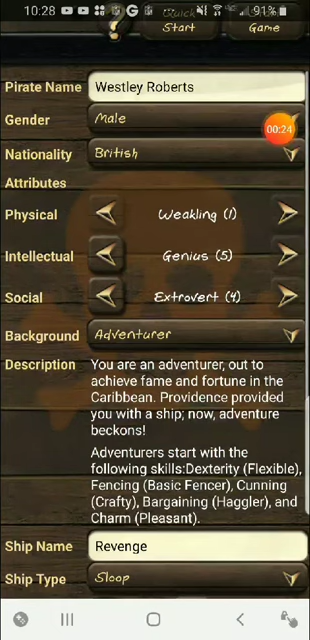 10:28
91%
Quick
Start
Game
Pirate Name Westley Roberts
Gender Male
00:24
Nationality British
Attributes
Physical Weakling (1)
Intellectual Genius (5)
Social Extrovert (4)
Background Adventurer
Description You are an adventurer, out to
achieve fame and fortune in the
Caribbean. Providence provided
you with a ship; now, adventure
beckons!
Adventurers start with the
following skills:Dexterity (Flexible),
Fencing (Basic Fencer), Cunning
(Crafty), Bargaining (Haggler), and
Charm (Pleasant).
Ship Name Revenge
Ship Type Sloop